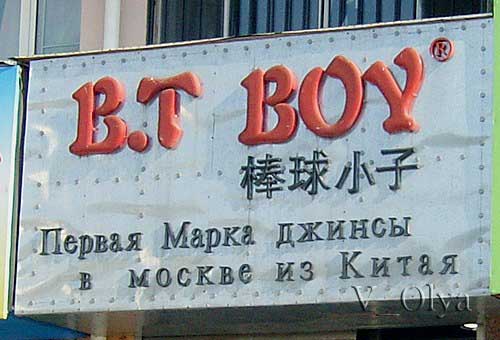 B.T BOY®
棒球小子
Первая Марка джинсы
в москве из Китая
V_Olya